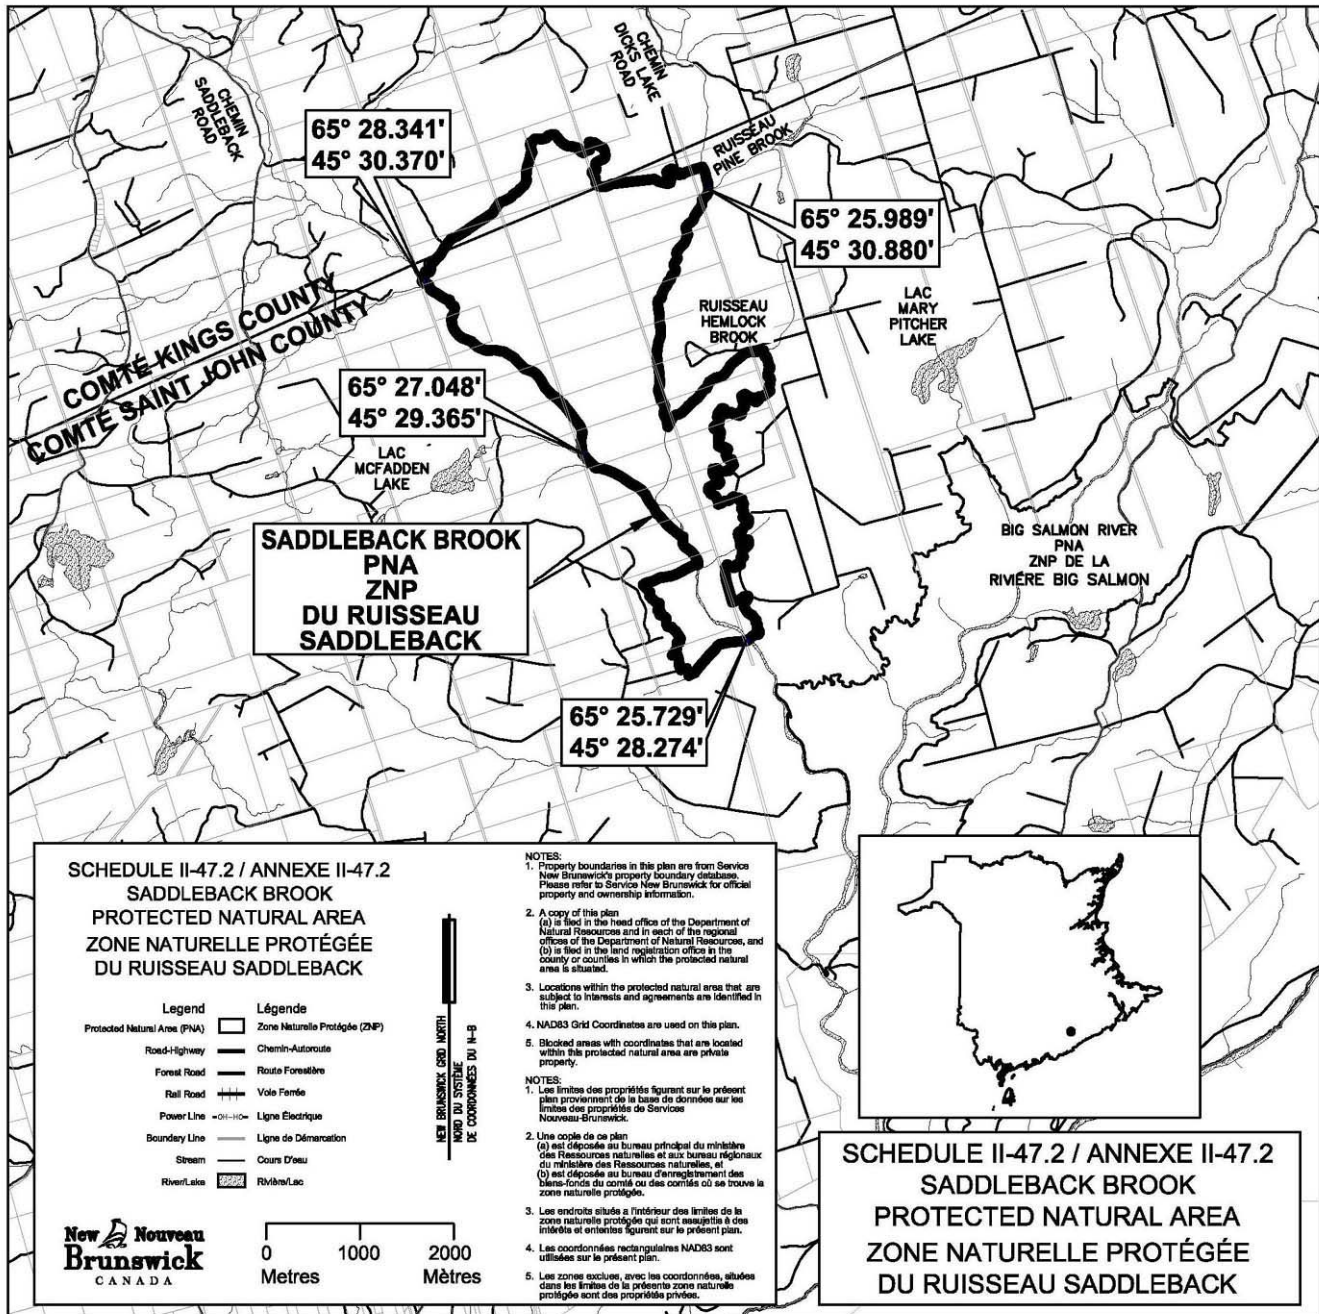 CHEMIN
SADDLEBACK
ROAD
CHEMIN
DICKS LAKE
ROAD
65° 28.341'
45° 30.370'
RUISSEAU
PINE BROOK
65° 25.989'
45° 30.880'
COMTÉ KINGS COUNTY
COMTÉ SAINT JOHN COUNTY
RUISSEAU
HEMLOCK
BROOK
LAC
MARY
PITCHER
LAKE
65° 27.048'
45° 29.365'
LAC
MCFADDEN
LAKE
SADDLEBACK BROOK
PNA
ZNP
DU RUISSEAU
SADDLEBACK
BIG SALMON RIVER
PNA
ZNP DE LA
RIVIÉRE BIG SALMON
65° 25.729'
45° 28.274'
SCHEDULE II-47.2 / ANNEXE II-47.2
SADDLEBACK BROOK
PROTECTED NATURAL AREA
ZONE NATURELLE PROTÉGÉE
DU RUISSEAU SADDLEBACK
Legend Légende
Protected Natural Area (PNA) Zone Naturelle Protégée (ZNP)
Road-Highway Chemin-Autoroute
Forest Road Route Forestière
Rail Road Voie Ferrée
Power Line -OH-HO- Ligne Électrique
Boundary Line Ligne de Démarcation
Stream Cours D'eau
River/Lake Rivière/Lac
NEW BRUNSWICK GRID NORTH
NORD DU SYSTÈME
DE COORDONNÉES DU N-B
New Nouveau
Brunswick
CANADA
0 1000 2000
Metres Mètres
NOTES:
1. Property boundaries in this plan are from Service
New Brunswick's property boundary database.
Please refer to Service New Brunswick for official
property and ownership information.
2. A copy of this plan
(a) is filed in the head office of the Department of
Natural Resources and in each of the regional
offices of the Department of Natural Resources, and
(b) is filed in the land registration office in the
county or counties in which the protected natural
area is situated.
3. Locations within the protected natural area that are
subject to interests and agreements are identified in
this plan.
4. NAD83 Grid Coordinates are used on this plan.
5. Blocked areas with coordinates that are located
within this protected natural area are private
property.
NOTES:
1. Les limites des propriétés figurant sur le présent
plan proviennent de la base de données sur les
limites des propriétés de Services
Nouveau-Brunswick.
2. Une copie de ce plan
(a) est déposée au bureau principal du ministère
des Ressources naturelles et aux bureau régionaux
du ministère des Ressources naturelles, et
(b) est déposée au bureau d'enregistrement des
biens-fonds du comté ou des comtés où se trouve la
zone naturelle protégée.
3. Les endroits situés a l'intérieur des limites de la
zone naturelle protégée qui sont assujettis à des
intérêts et ententes figurent sur le présent plan.
4. Les coordonnées rectangulaires NAD83 sont
utilisées sur le présent plan.
5. Les zones exclues, avec les coordonnées, situées
dans les limites de la présente zone naturelle
protégée sont des propriétés privées.
SCHEDULE II-47.2 / ANNEXE II-47.2
SADDLEBACK BROOK
PROTECTED NATURAL AREA
ZONE NATURELLE PROTÉGÉE
DU RUISSEAU SADDLEBACK